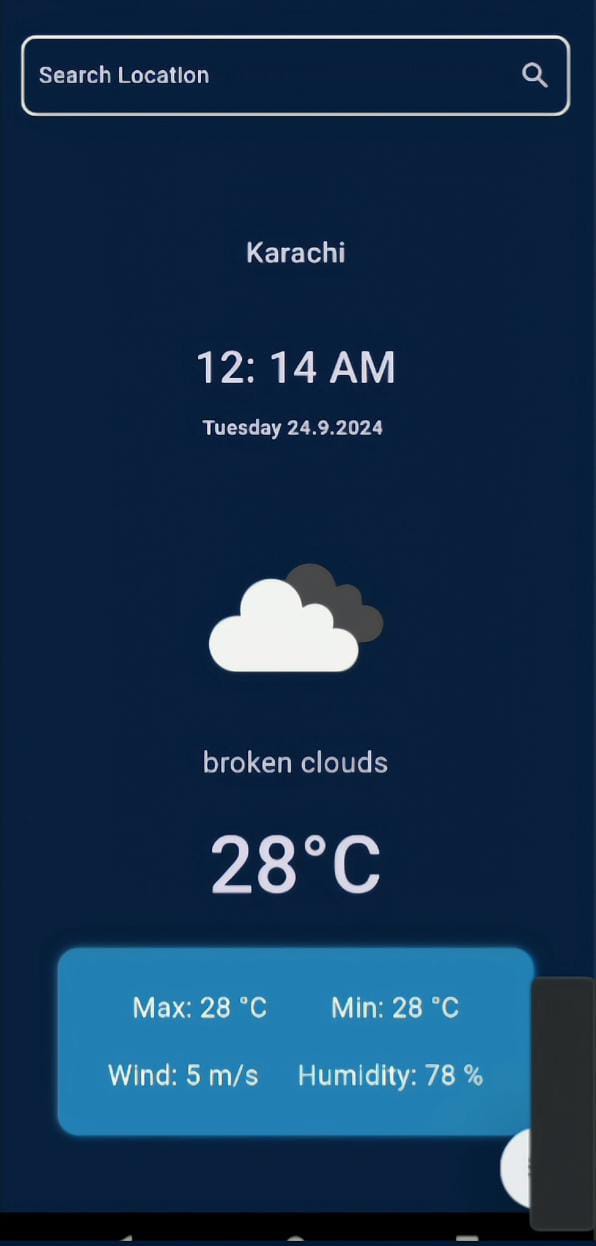 Search Location
Karachi
12: 14 AM
Tuesday 24.9.2024
broken clouds
28°C
Max: 28 °C Min: 28 °C
Wind: 5 m/s Humidity: 78 %